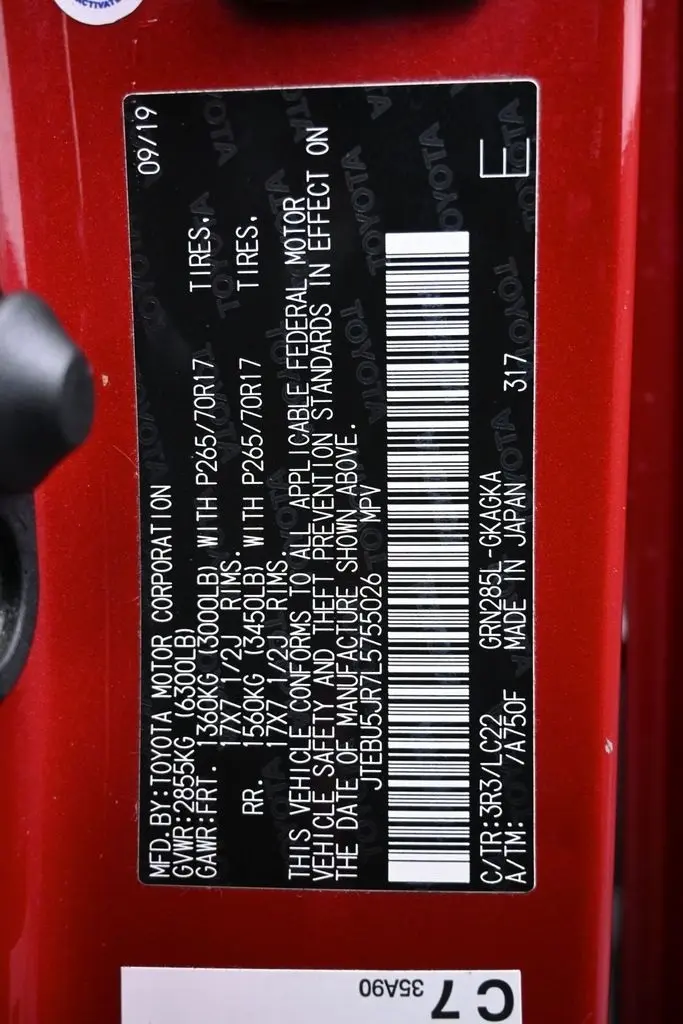 ACTIVATE
09/19
MFD.BY:TOYOTA MOTOR CORPORATION
GVWR:2855KG (6300LB)
GAWR:FRT. 1360KG (3000LB) WITH P265/70R17 TIRES,
17X7 1/2J RIMS.
RR. 1560KG (3450LB) WITH P265/70R17 TIRES,
17X7 1/2J RIMS.
THIS VEHICLE CONFORMS TO ALL APPLICABLE FEDERAL MOTOR
VEHICLE SAFETY AND THEFT PREVENTION STANDARDS IN EFFECT ON
THE DATE OF MANUFACTURE SHOWN ABOVE.
JTEBU5JR7L5755026 MPV
C/TR:3R3/LC22 GRN285L-GKAGKA
A/TM: /A750F MADE IN JAPAN 317 E
TOYOTA
C7
35A90